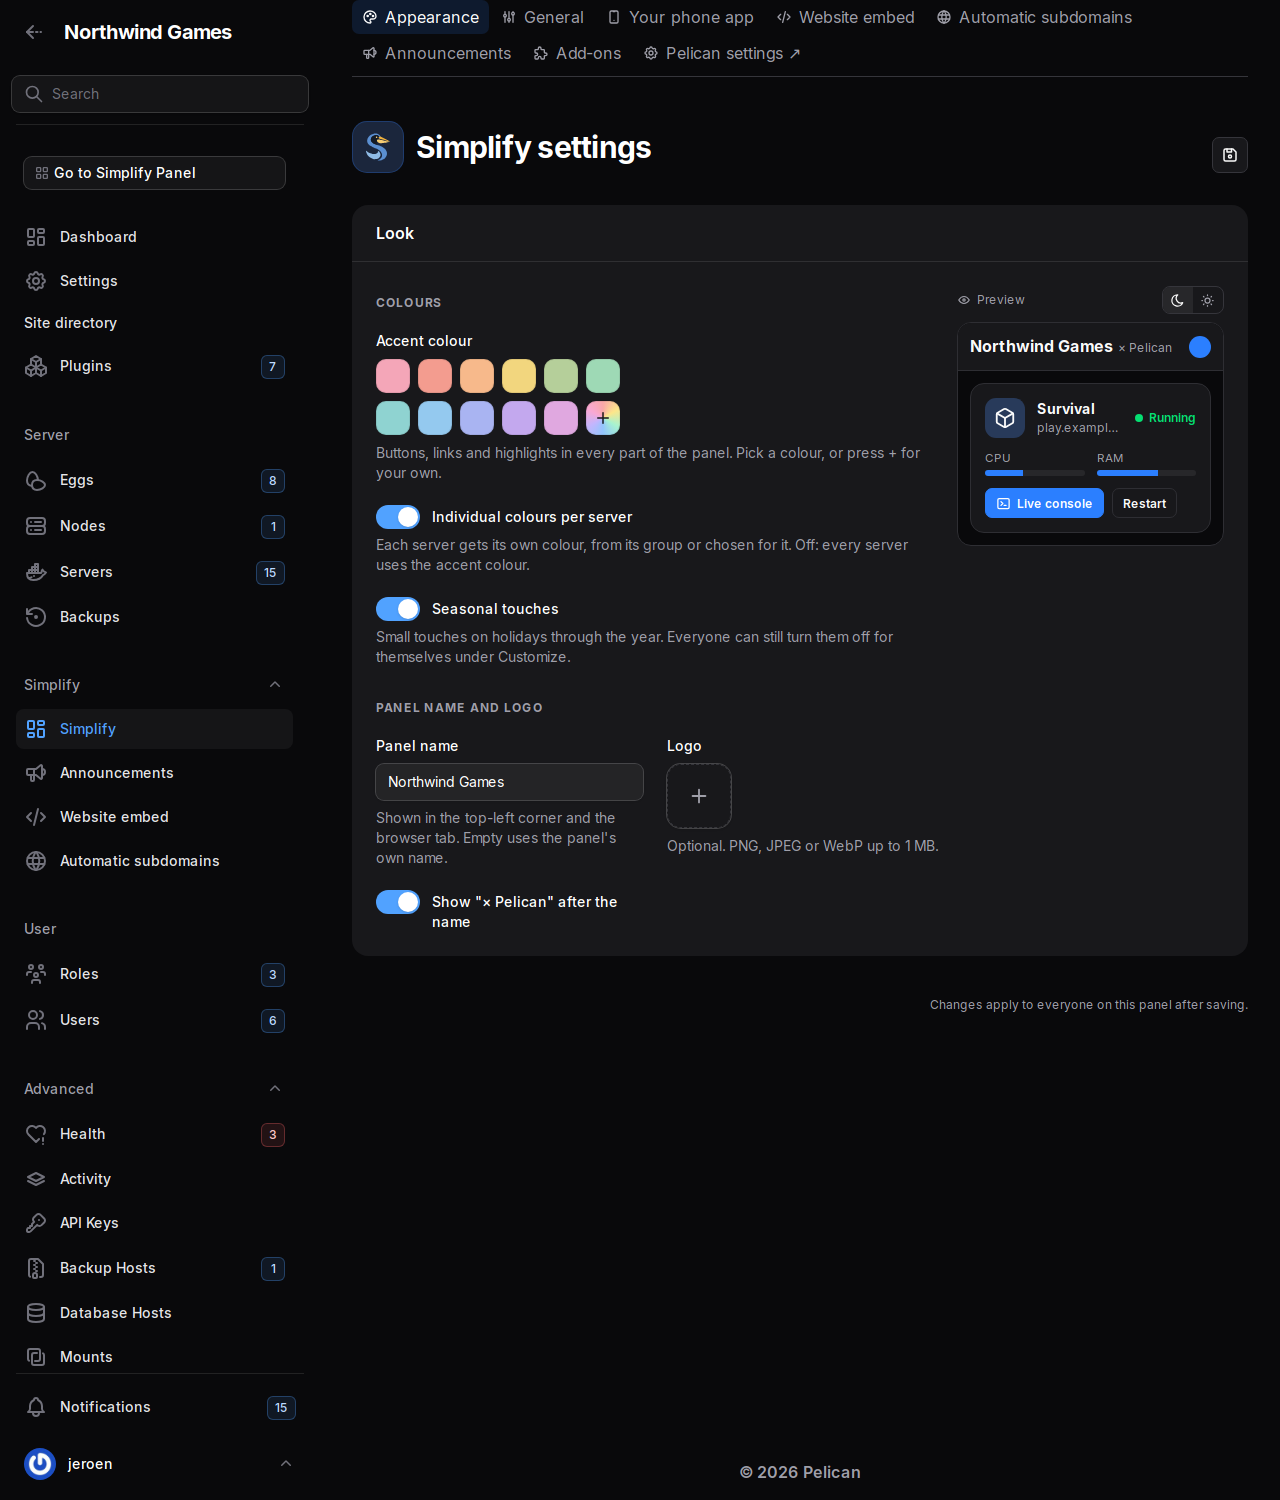 Northwind Games
Search
Go to Simplify Panel
Dashboard
Settings
Site directory
Plugins 7
Server
Eggs 8
Nodes 1
Servers 15
Backups
Simplify
Simplify
Announcements
Website embed
Automatic subdomains
User
Roles 3
Users 6
Advanced
Health 3
Activity
API Keys
Backup Hosts 1
Database Hosts
Mounts
Notifications 15
jeroen
Appearance General Your phone app Website embed Automatic subdomains
Announcements Add-ons Pelican settings ↗
Simplify settings
Look
COLOURS
Accent colour
Buttons, links and highlights in every part of the panel. Pick a colour, or press + for
your own.
Individual colours per server
Each server gets its own colour, from its group or chosen for it. Off: every server
uses the accent colour.
Seasonal touches
Small touches on holidays through the year. Everyone can still turn them off for
themselves under Customize.
Preview
Northwind Games × Pelican
Survival
play.exampl...
Running
CPU RAM
Live console Restart
PANEL NAME AND LOGO
Panel name
Northwind Games
Shown in the top-left corner and the
browser tab. Empty uses the panel's
own name.
Logo
Optional. PNG, JPEG or WebP up to 1 MB.
Show "× Pelican" after the
name
Changes apply to everyone on this panel after saving.
© 2026 Pelican